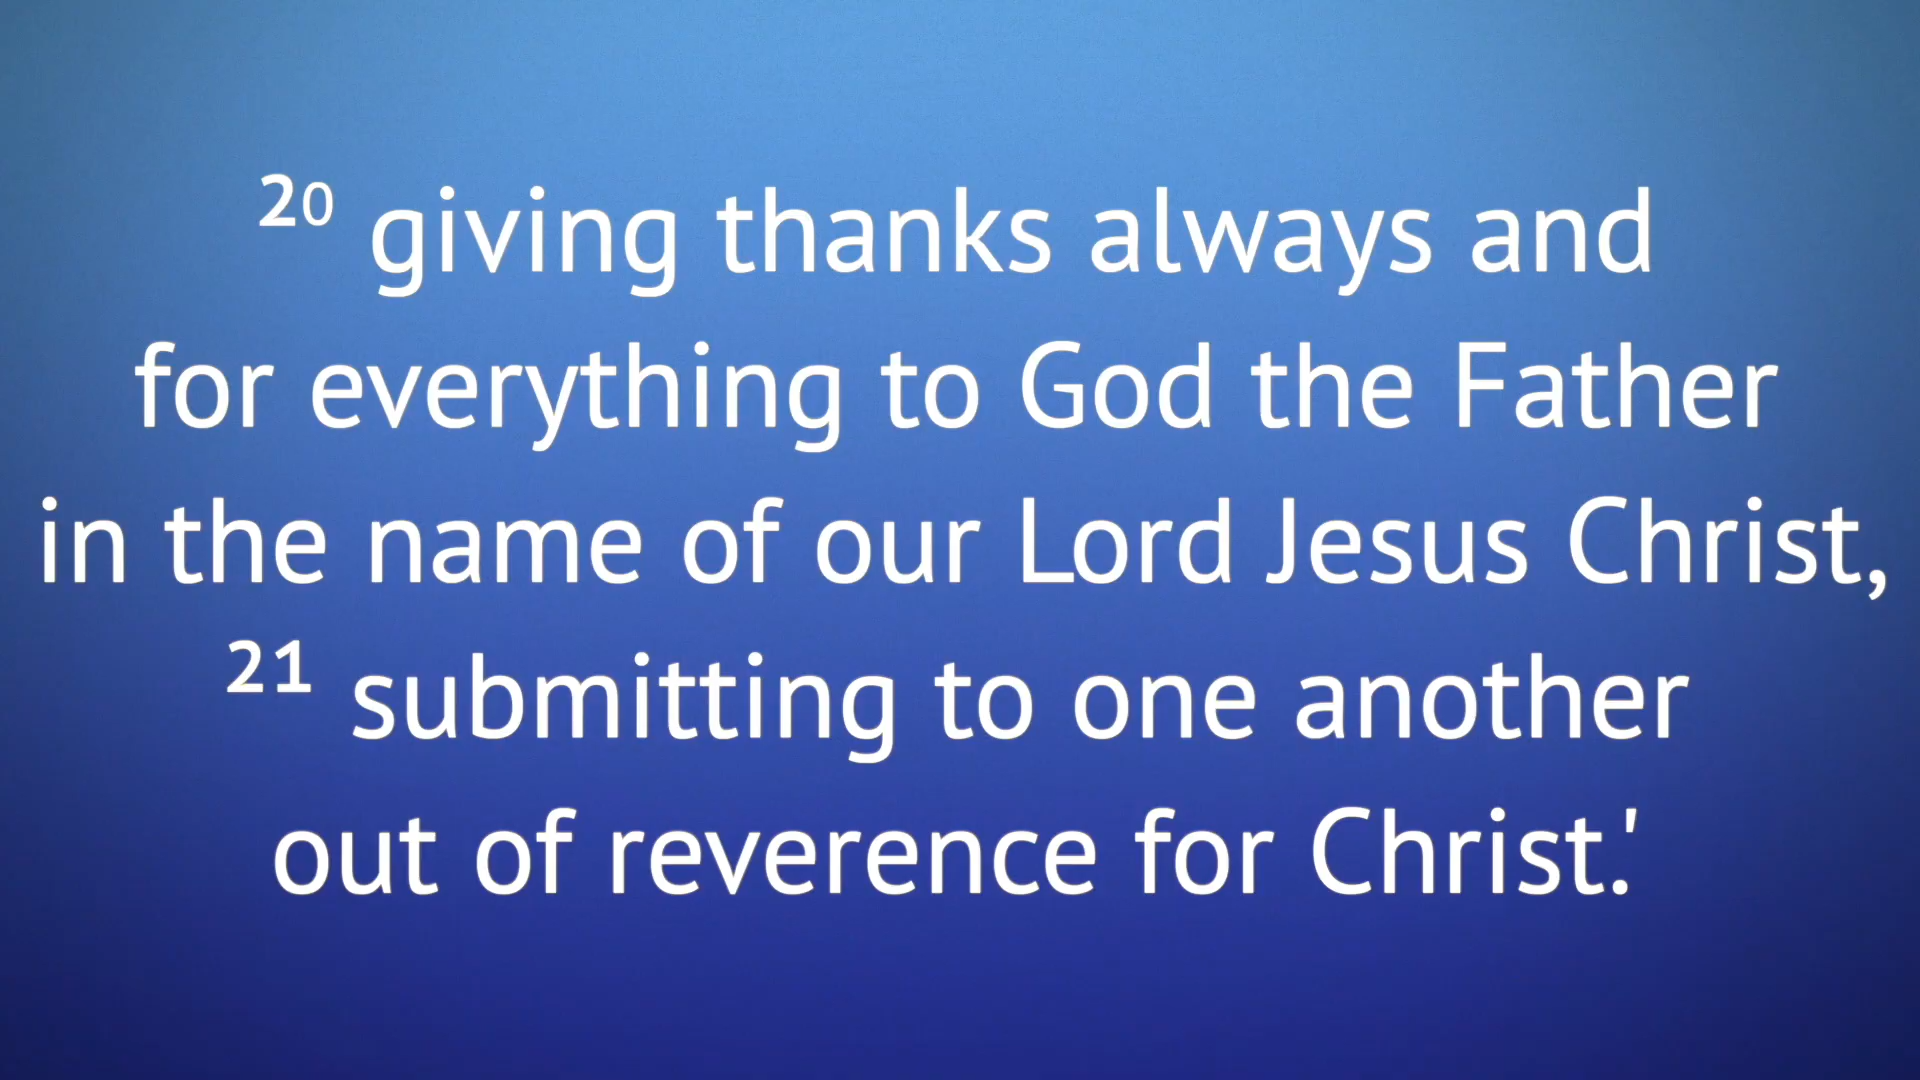 ²⁰ giving thanks always and
for everything to God the Father
in the name of our Lord Jesus Christ,
²¹ submitting to one another
out of reverence for Christ.'